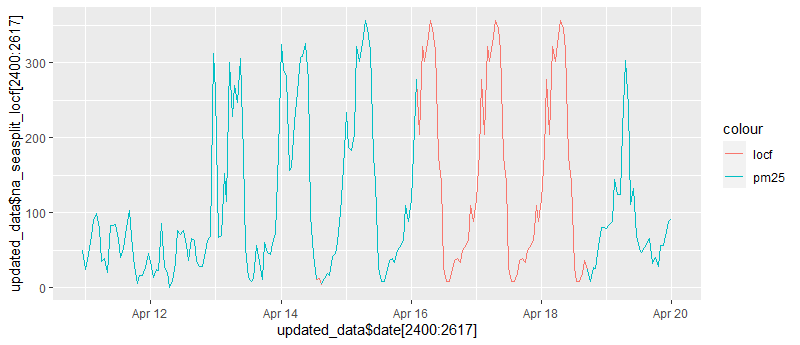 updated_data$na_seasplit_locf[2400:2617]
300
200
100
0
Apr 12
Apr 14
Apr 16
Apr 18
Apr 20
updated_data$date[2400:2617]
colour
locf
pm25